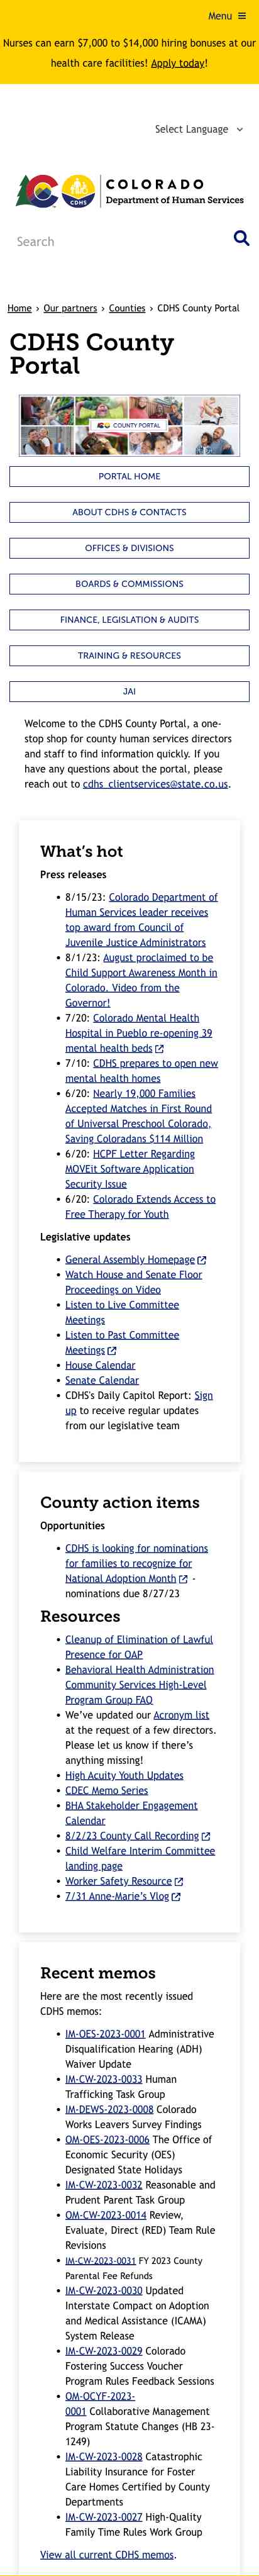 Menu ≡
Nurses can earn $7,000 to $14,000 hiring bonuses at our
health care facilities! Apply today!
Select Language
CDHS
COLORADO
Department of Human Services
Search
Home › Our partners › Counties › CDHS County Portal
CDHS County
Portal
COUNTY PORTAL
PORTAL HOME
ABOUT CDHS & CONTACTS
OFFICES & DIVISIONS
BOARDS & COMMISSIONS
FINANCE, LEGISLATION & AUDITS
TRAINING & RESOURCES
JAI
Welcome to the CDHS County Portal, a one-
stop shop for county human services directors
and staff to find information quickly. If you
have any questions about the portal, please
reach out to cdhs_clientservices@state.co.us.
What's hot
Press releases
• 8/15/23: Colorado Department of
Human Services leader receives
top award from Council of
Juvenile Justice Administrators
• 8/1/23: August proclaimed to be
Child Support Awareness Month in
Colorado. Video from the
Governor!
• 7/20: Colorado Mental Health
Hospital in Pueblo re-opening 39
mental health beds
• 7/10: CDHS prepares to open new
mental health homes
• 6/20: Nearly 19,000 Families
Accepted Matches in First Round
of Universal Preschool Colorado,
Saving Coloradans $114 Million
• 6/20: HCPF Letter Regarding
MOVEit Software Application
Security Issue
• 6/20: Colorado Extends Access to
Free Therapy for Youth
Legislative updates
• General Assembly Homepage
• Watch House and Senate Floor
Proceedings on Video
• Listen to Live Committee
Meetings
• Listen to Past Committee
Meetings
• House Calendar
• Senate Calendar
• CDHS's Daily Capitol Report: Sign
up to receive regular updates
from our legislative team
County action items
Opportunities
• CDHS is looking for nominations
for families to recognize for
National Adoption Month -
nominations due 8/27/23
Resources
• Cleanup of Elimination of Lawful
Presence for OAP
• Behavioral Health Administration
Community Services High-Level
Program Group FAQ
• We've updated our Acronym list
at the request of a few directors.
Please let us know if there's
anything missing!
• High Acuity Youth Updates
• CDEC Memo Series
• BHA Stakeholder Engagement
Calendar
• 8/2/23 County Call Recording
• Child Welfare Interim Committee
landing page
• Worker Safety Resource
• 7/31 Anne-Marie's Vlog
Recent memos
Here are the most recently issued
CDHS memos:
• IM-OES-2023-0001 Administrative
Disqualification Hearing (ADH)
Waiver Update
• IM-CW-2023-0033 Human
Trafficking Task Group
• IM-DEWS-2023-0008 Colorado
Works Leavers Survey Findings
• OM-OES-2023-0006 The Office of
Economic Security (OES)
Designated State Holidays
• IM-CW-2023-0032 Reasonable and
Prudent Parent Task Group
• OM-CW-2023-0014 Review,
Evaluate, Direct (RED) Team Rule
Revisions
• IM-CW-2023-0031 FY 2023 County
Parental Fee Refunds
• IM-CW-2023-0030 Updated
Interstate Compact on Adoption
and Medical Assistance (ICAMA)
System Release
• IM-CW-2023-0029 Colorado
Fostering Success Voucher
Program Rules Feedback Sessions
• OM-OCYF-2023-
0001 Collaborative Management
Program Statute Changes (HB 23-
1249)
• IM-CW-2023-0028 Catastrophic
Liability Insurance for Foster
Care Homes Certified by County
Departments
• IM-CW-2023-0027 High-Quality
Family Time Rules Work Group
View all current CDHS memos.